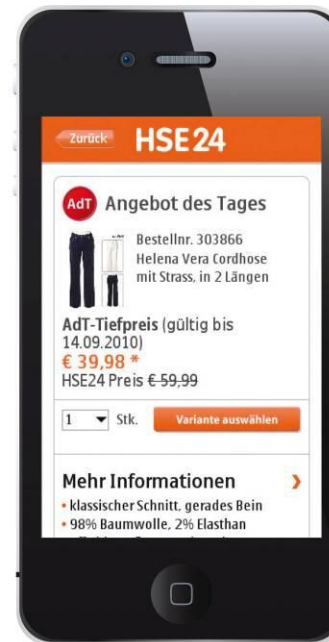 Zurück
HSE24
AdT
Angebot des Tages
Bestellnr. 303866
Helena Vera Cordhose
mit Strass, in 2 Längen
AdT-Tiefpreis (gültig bis
14.09.2010)
€ 39,98 *
HSE24 Preis € 59,99
1
Stk.
Variante auswählen
Mehr Informationen
• klassischer Schnitt, gerades Bein
• 98% Baumwolle, 2% Elasthan